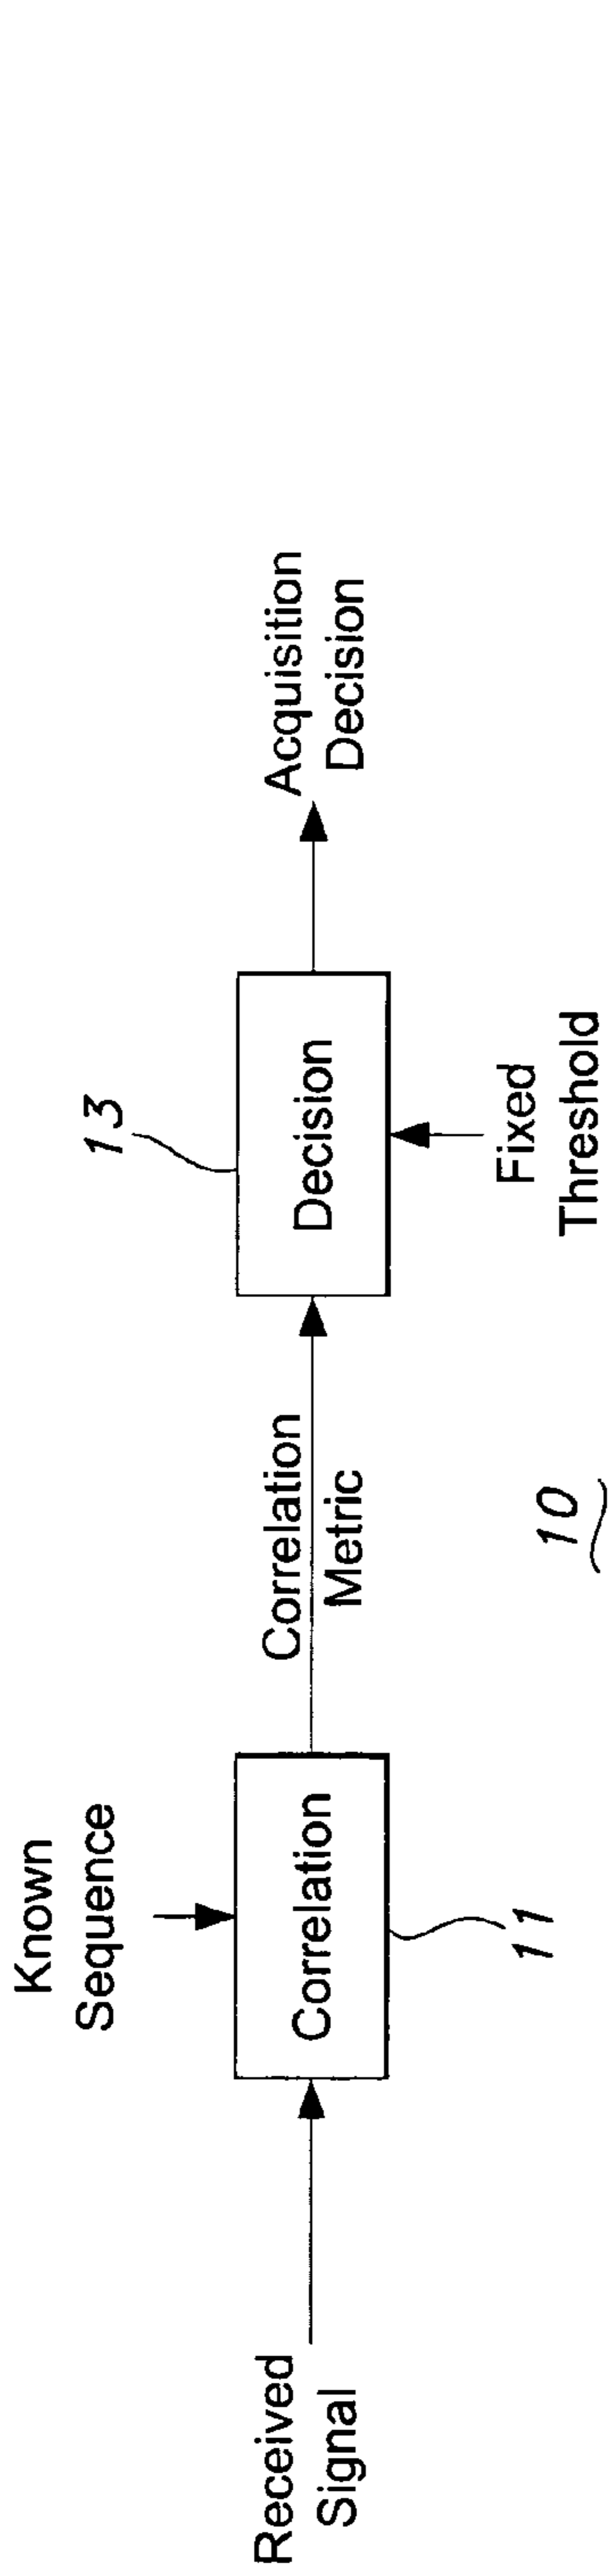 Known
Sequence
Received
Signal
Correlation
11
Correlation
Metric
13
Decision
Fixed
Threshold
Acquisition
Decision
10